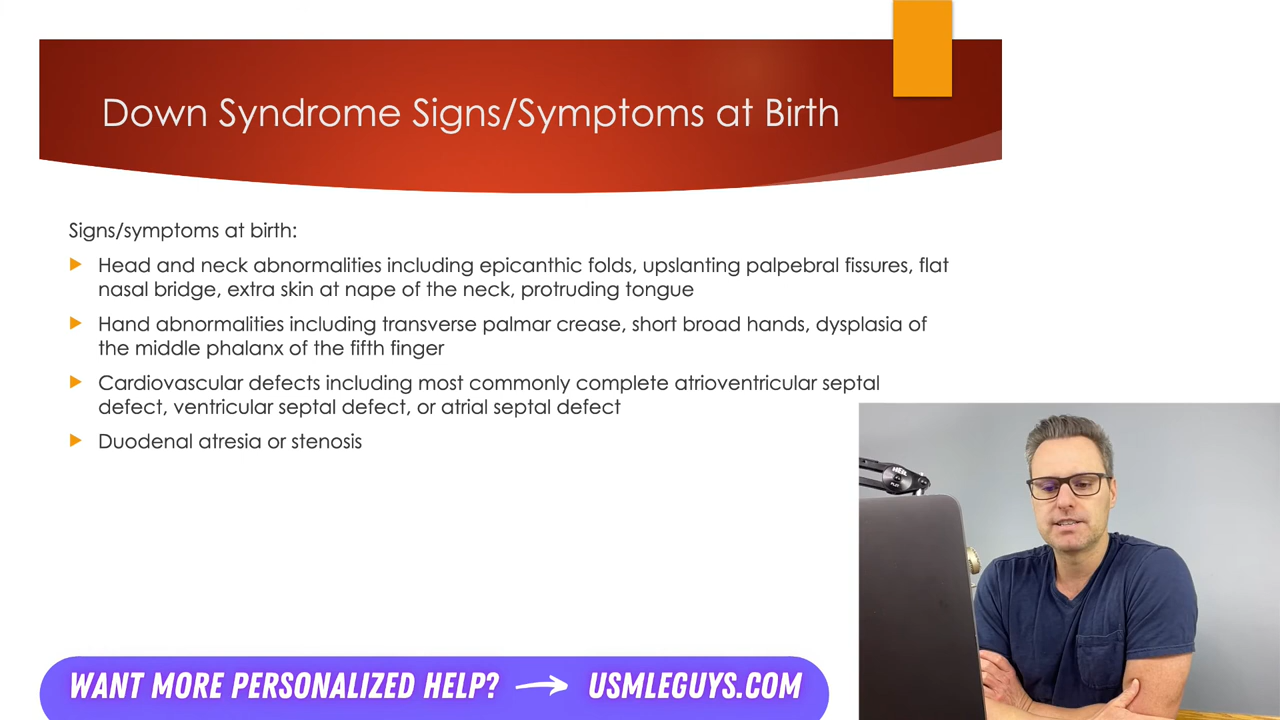 Down Syndrome Signs/Symptoms at Birth
Signs/symptoms at birth:
Head and neck abnormalities including epicanthic folds, upslanting palpebral fissures, flat
nasal bridge, extra skin at nape of the neck, protruding tongue
Hand abnormalities including transverse palmar crease, short broad hands, dysplasia of
the middle phalanx of the fifth finger
Cardiovascular defects including most commonly complete atrioventricular septal
defect, ventricular septal defect, or atrial septal defect
Duodenal atresia or stenosis
WANT MORE PERSONALIZED HELP? → USMLEGUYS.COM